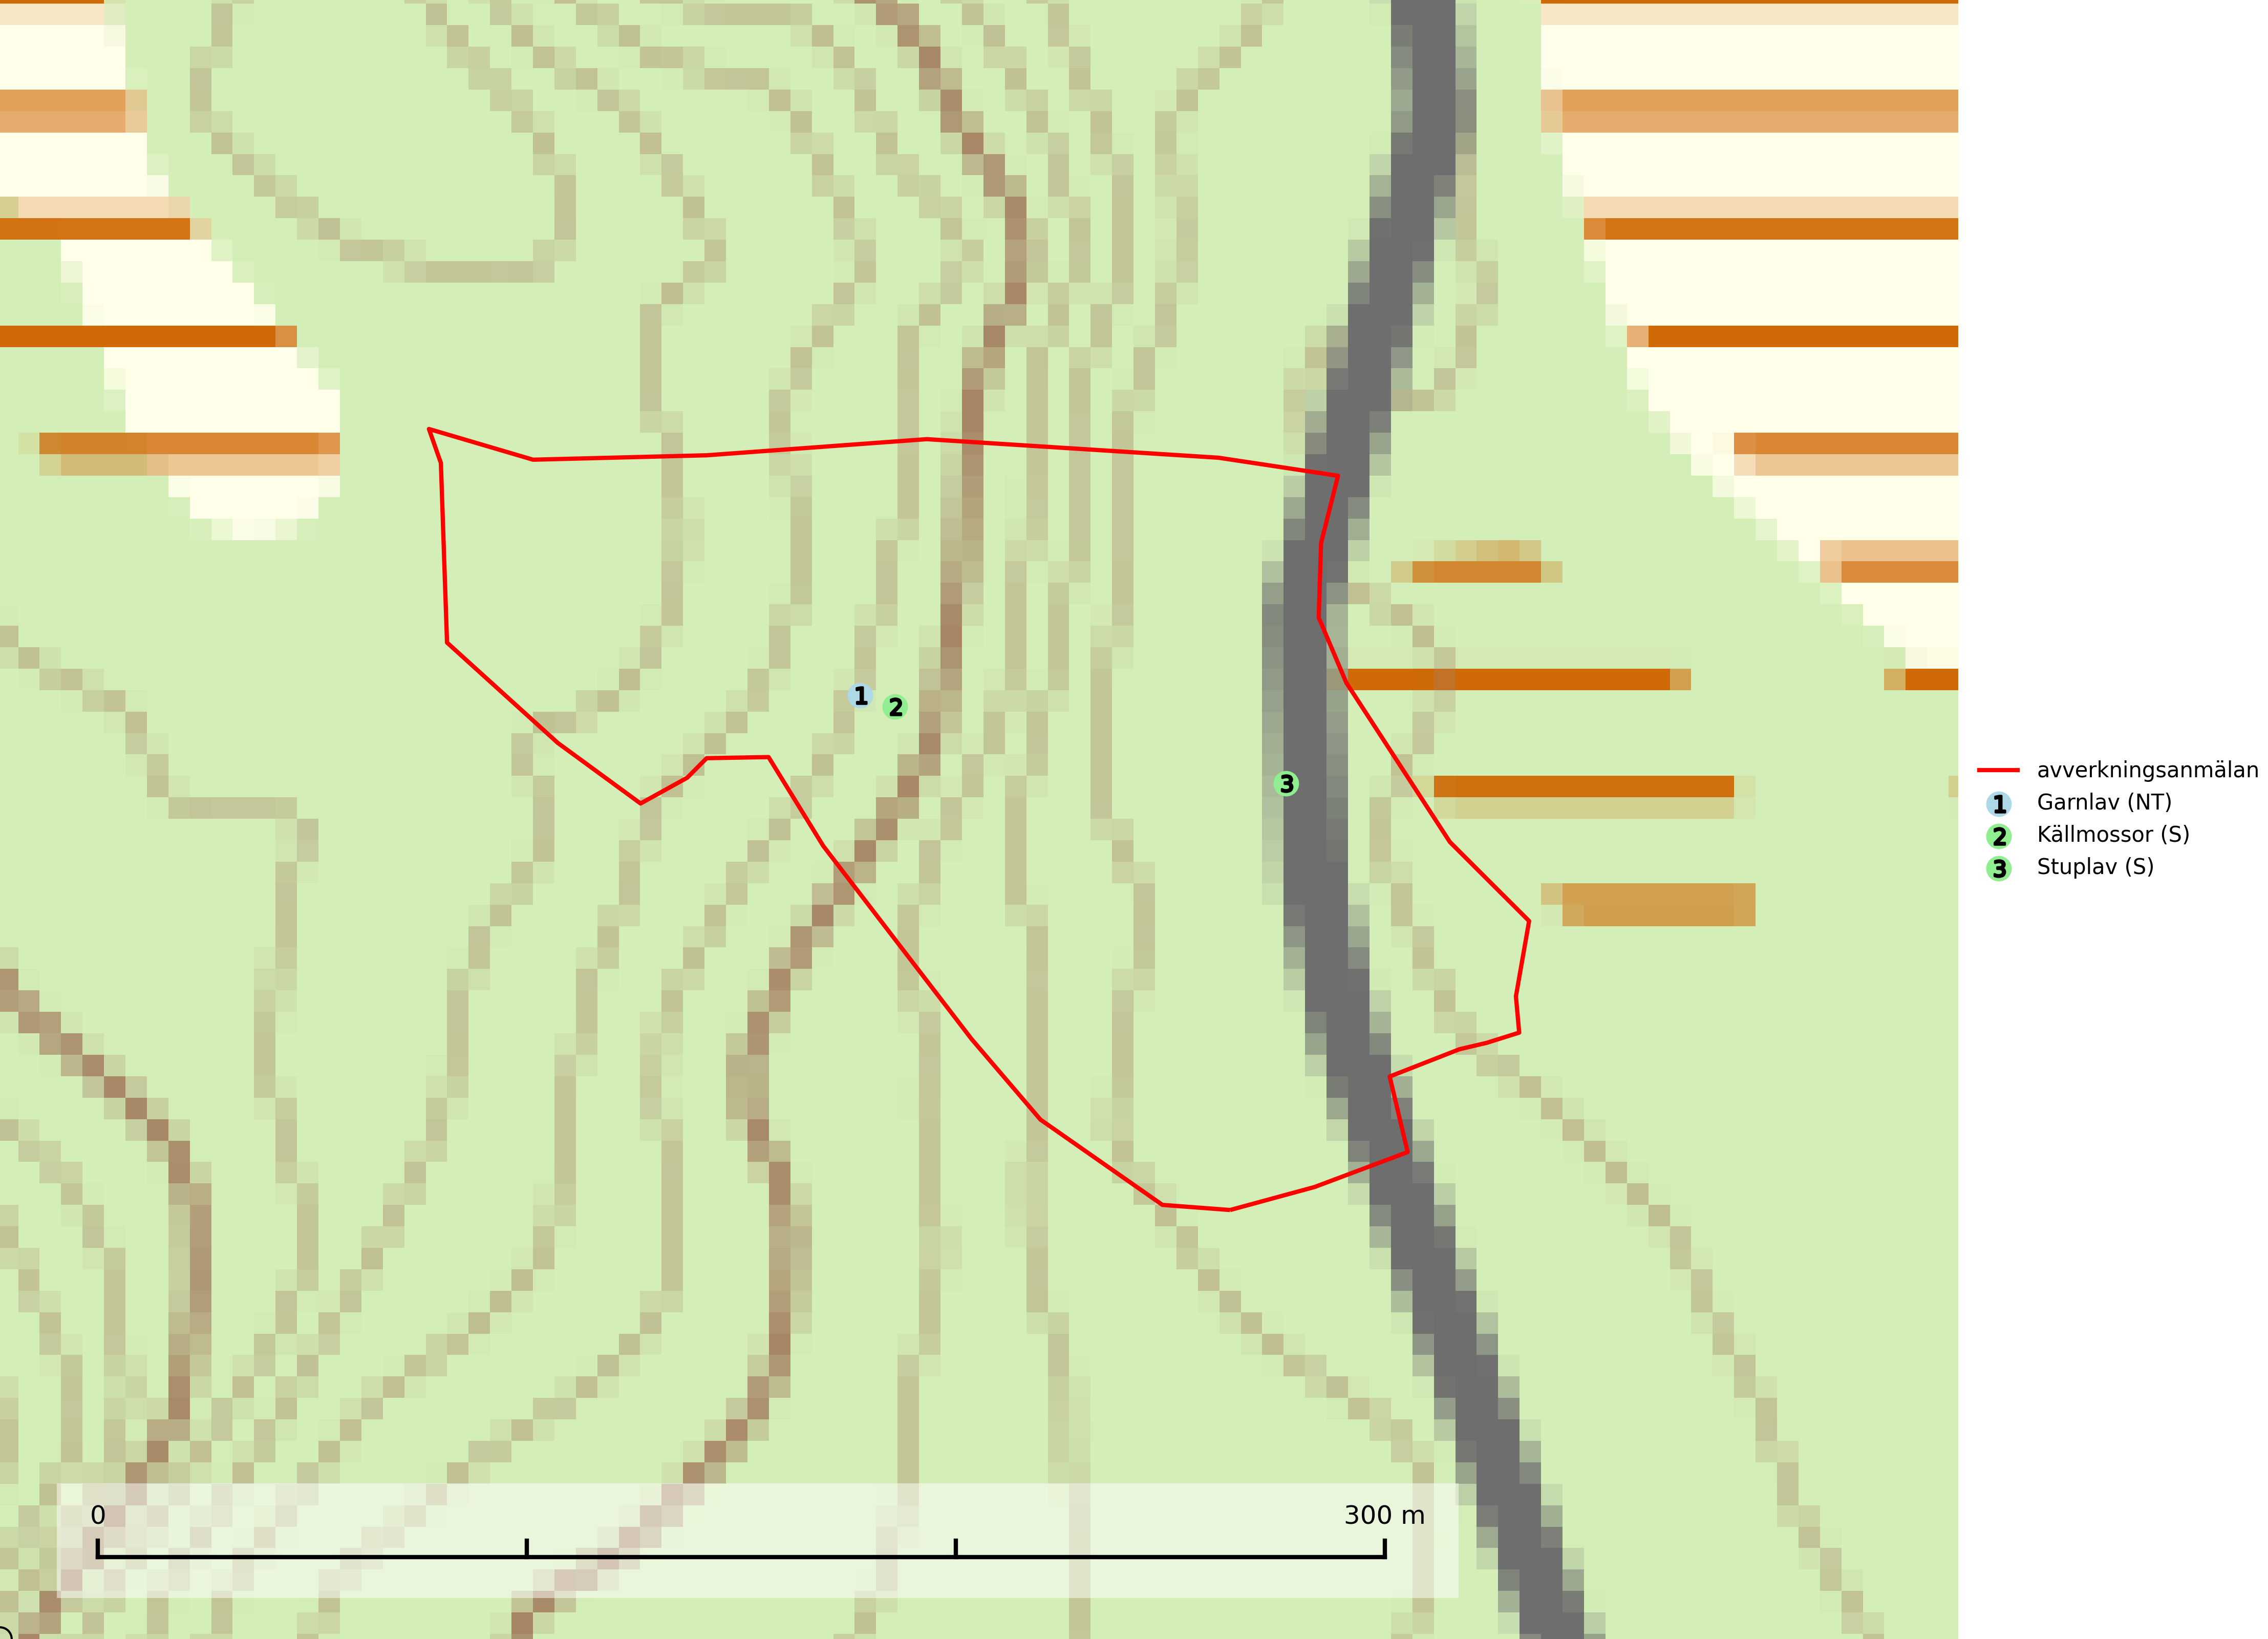 1
2
3
avverkningsanmälan
1 Garnlav (NT)
2 Källmossor (S)
3 Stuplav (S)
0 300 m